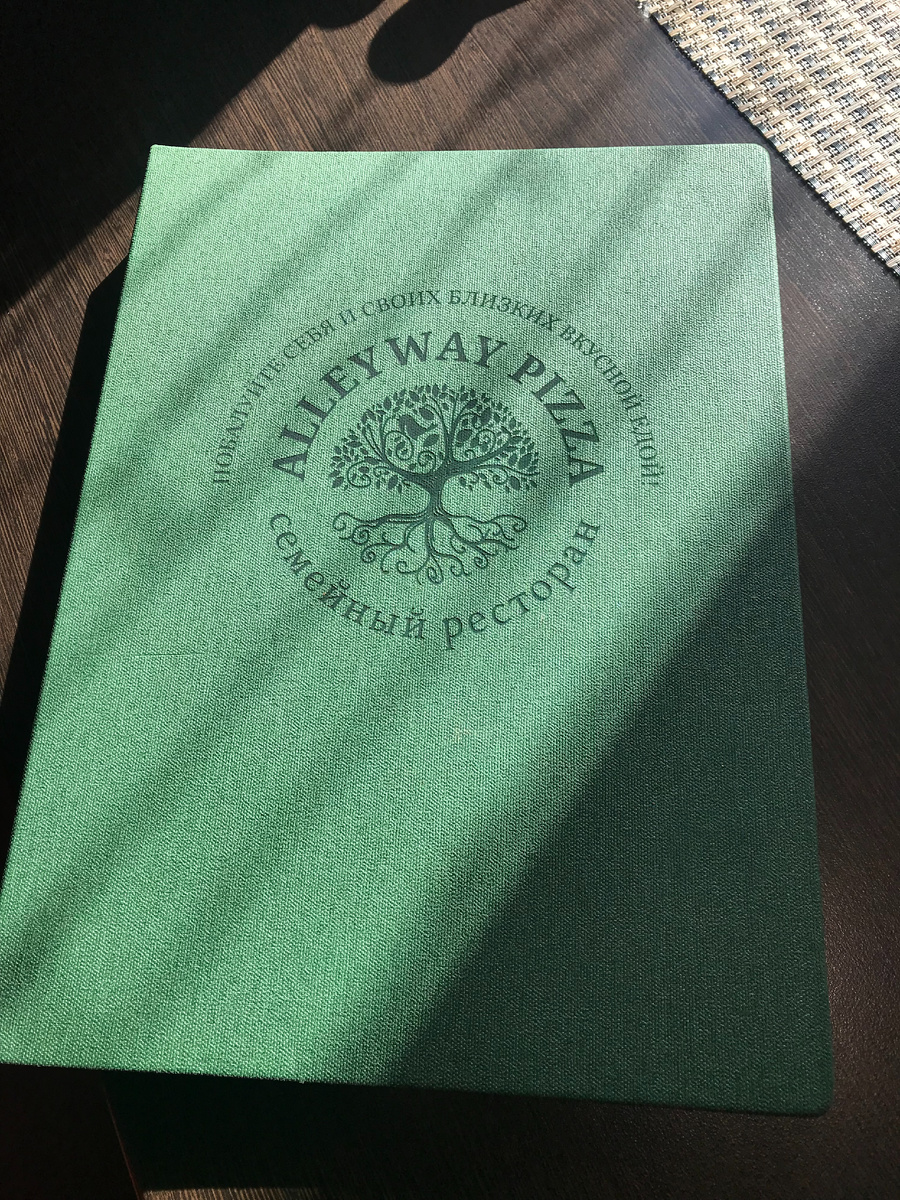 ПОБАЛУЙТЕ СЕБЯ И СВОИХ БЛИЗКИХ ВКУСНОЙ ЕДОЙ!
ALLEYWAY PIZZA
семейный ресторан